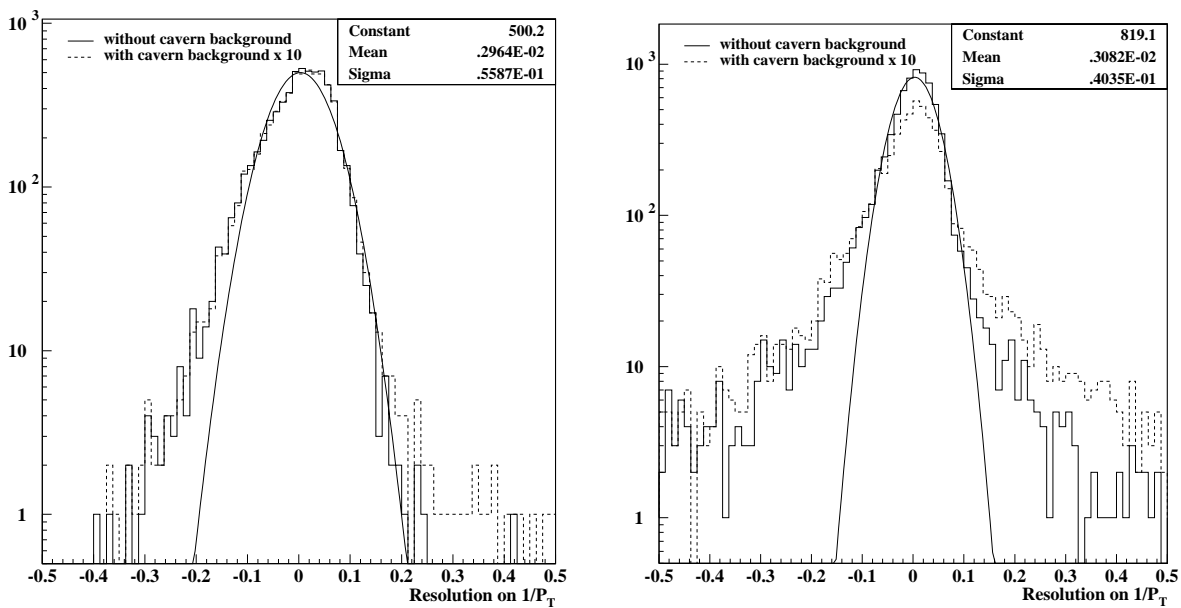 without cavern background
with cavern background x 10
Constant 500.2
Mean .2964E-02
Sigma .5587E-01
10 3
10 2
10
1
-0.5 -0.4 -0.3 -0.2 -0.1 0 0.1 0.2 0.3 0.4 0.5
Resolution on 1/PT
without cavern background
with cavern background x 10
Constant 819.1
Mean .3082E-02
Sigma .4035E-01
10 3
10 2
10
1
-0.5 -0.4 -0.3 -0.2 -0.1 0 0.1 0.2 0.3 0.4 0.5
Resolution on 1/PT